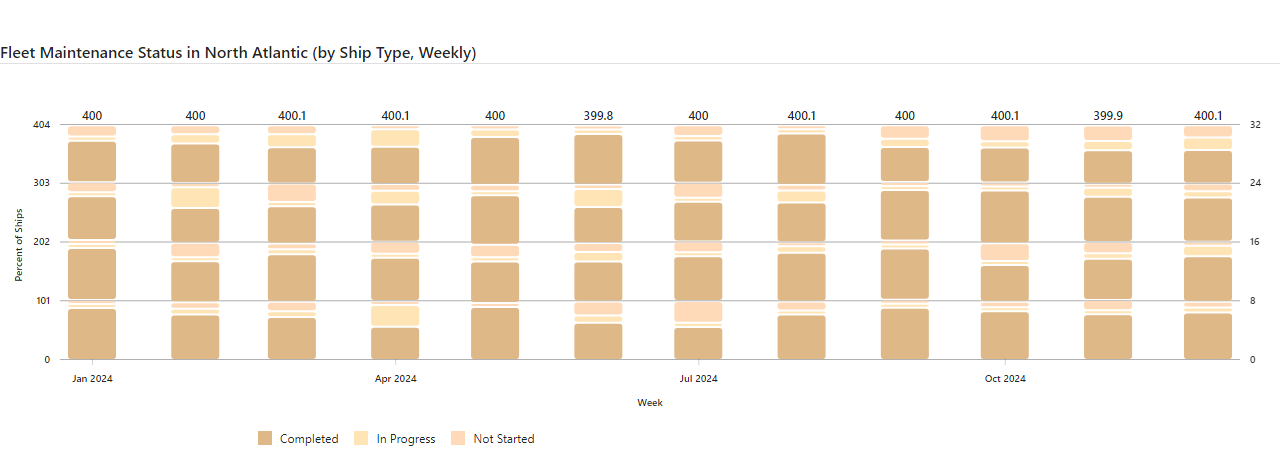 Fleet Maintenance Status in North Atlantic (by Ship Type, Weekly)
400 400 400.1 400.1 400 399.8 400 400.1 400 400.1 399.9 400.1
404 32
303 24
202 16
101 8
0 0
Percent of Ships
Jan 2024 Apr 2024 Jul 2024 Oct 2024
Week
Completed In Progress Not Started